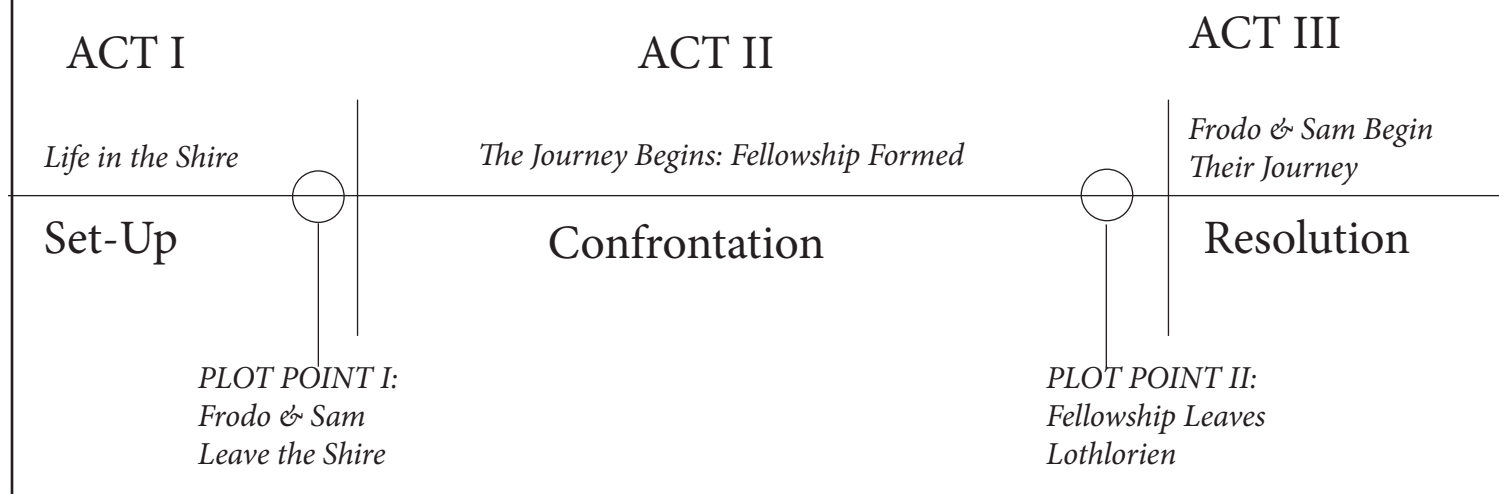 ACT I
ACT II
ACT III
Life in the Shire
The Journey Begins: Fellowship Formed
Frodo & Sam Begin
Their Journey
Set-Up
Confrontation
Resolution
PLOT POINT I:
Frodo & Sam
Leave the Shire
PLOT POINT II:
Fellowship Leaves
Lothlorien